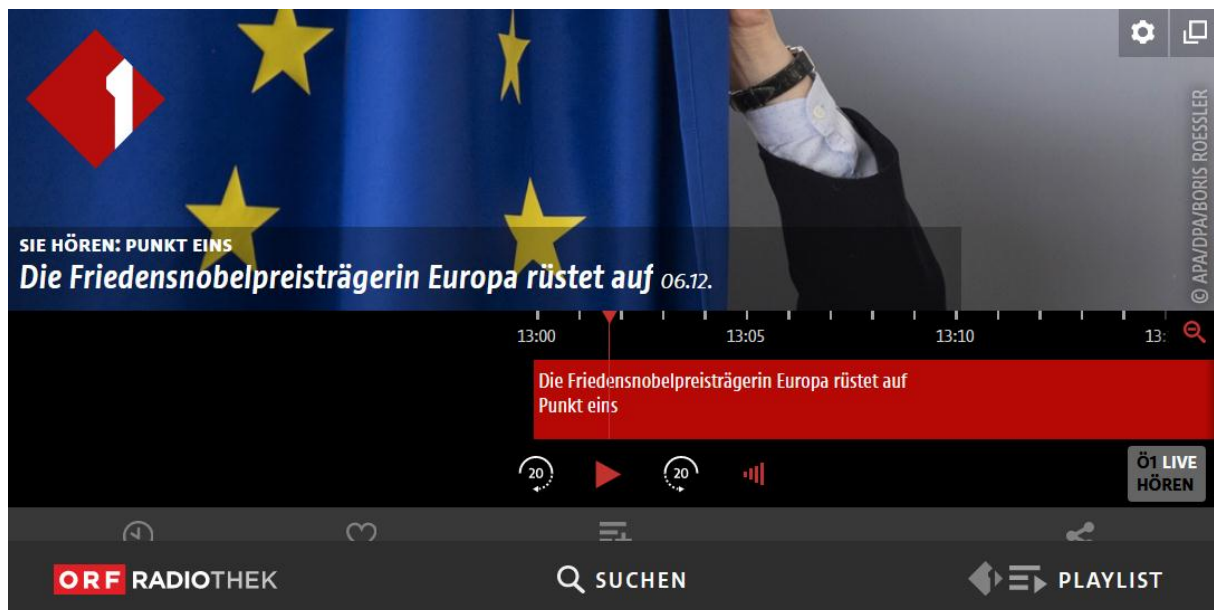 © APA/DPA/BORIS ROESSLER
SIE HÖREN: PUNKT EINS
Die Friedensnobelpreisträgerin Europa rüstet auf 06.12.
13:00 13:05 13:10 13:
Die Friedensnobelpreisträgerin Europa rüstet auf
Punkt eins
20 20
Ö1 LIVE
HÖREN
ORF RADIOTHEK SUCHEN PLAYLIST